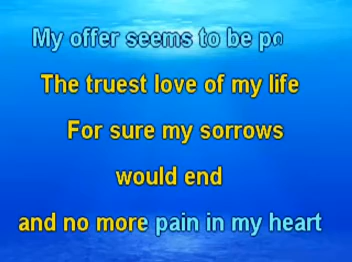 My offer seems to be
The truest love of my life
For sure my sorrows
would end
and no more pain in my heart